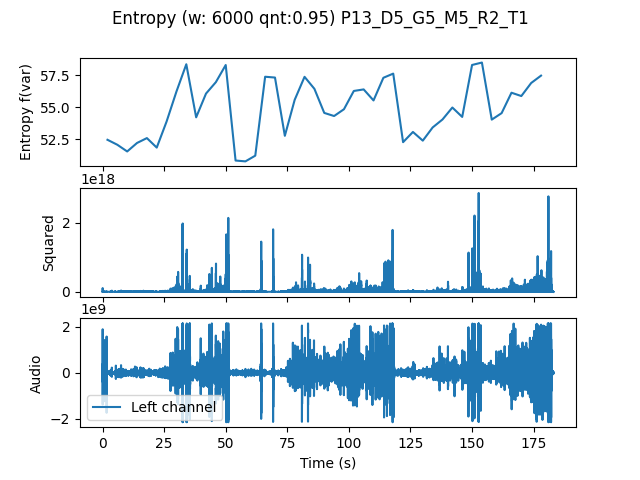 Entropy (w: 6000 qnt:0.95) P13_D5_G5_M5_R2_T1
Entropy f(var)
57.5
55.0
52.5
1e18
Squared
2
0
1e9
Audio
2
0
−2
Left channel
0 25 50 75 100 125 150 175
Time (s)